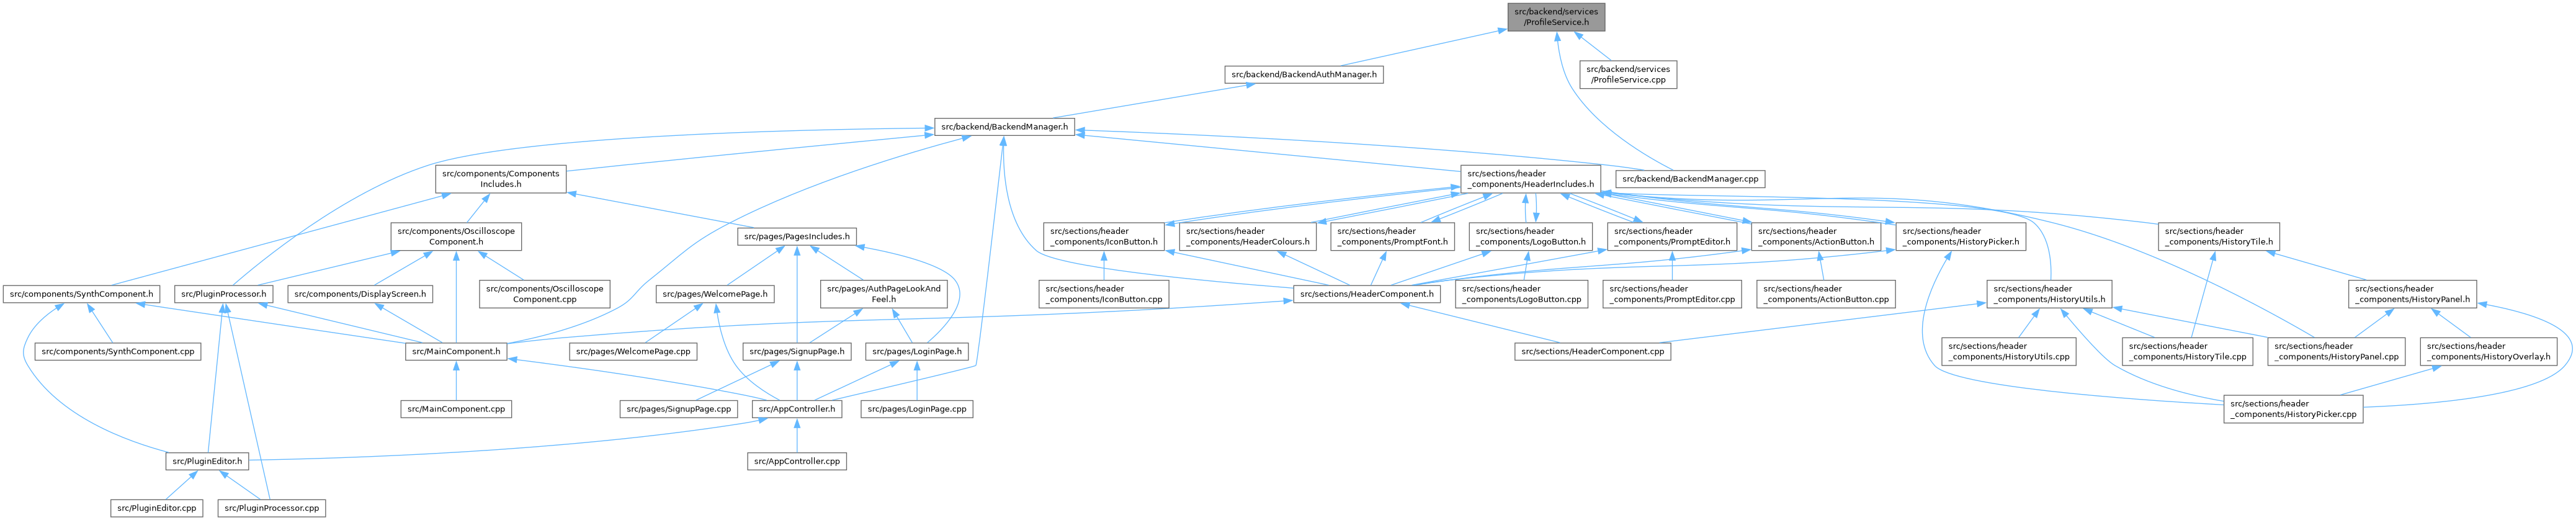 src/backend/services
/ProfileService.h
src/backend/BackendAuthManager.h
src/backend/services
/ProfileService.cpp
src/backend/BackendManager.h
src/components/Components
Includes.h
src/sections/header
_components/HeaderIncludes.h
src/backend/BackendManager.cpp
src/components/Oscilloscope
Component.h
src/pages/PagesIncludes.h
src/sections/header
_components/IconButton.h
src/sections/header
_components/HeaderColours.h
src/sections/header
_components/PromptFont.h
src/sections/header
_components/LogoButton.h
src/sections/header
_components/PromptEditor.h
src/sections/header
_components/ActionButton.h
src/sections/header
_components/HistoryPicker.h
src/sections/header
_components/HistoryTile.h
src/components/SynthComponent.h
src/PluginProcessor.h
src/components/DisplayScreen.h
src/components/Oscilloscope
Component.cpp
src/pages/WelcomePage.h
src/pages/AuthPageLookAnd
Feel.h
src/sections/header
_components/IconButton.cpp
src/sections/HeaderComponent.h
src/sections/header
_components/LogoButton.cpp
src/sections/header
_components/PromptEditor.cpp
src/sections/header
_components/ActionButton.cpp
src/sections/header
_components/HistoryUtils.h
src/sections/header
_components/HistoryPanel.h
src/components/SynthComponent.cpp
src/MainComponent.h
src/pages/WelcomePage.cpp
src/pages/SignupPage.h
src/pages/LoginPage.h
src/sections/HeaderComponent.cpp
src/sections/header
_components/HistoryUtils.cpp
src/sections/header
_components/HistoryTile.cpp
src/sections/header
_components/HistoryPanel.cpp
src/sections/header
_components/HistoryOverlay.h
src/MainComponent.cpp
src/pages/SignupPage.cpp
src/AppController.h
src/pages/LoginPage.cpp
src/sections/header
_components/HistoryPicker.cpp
src/PluginEditor.h
src/AppController.cpp
src/PluginEditor.cpp
src/PluginProcessor.cpp